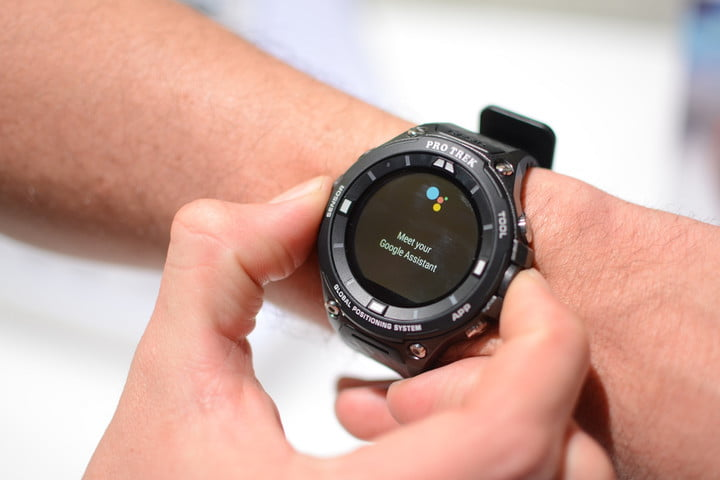 PRO TREK
SENSOR
TOOL
Meet your
Google Assistant
APP
GLOBAL POSITIONING SYSTEM